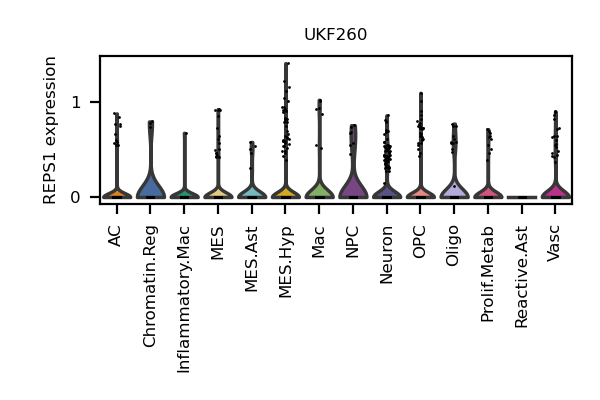 UKF260
REPS1 expression
1
0
AC
Chromatin.Reg
Inflammatory.Mac
MES
MES.Ast
MES.Hyp
Mac
NPC
Neuron
OPC
Oligo
Prolif.Metab
Reactive.Ast
Vasc